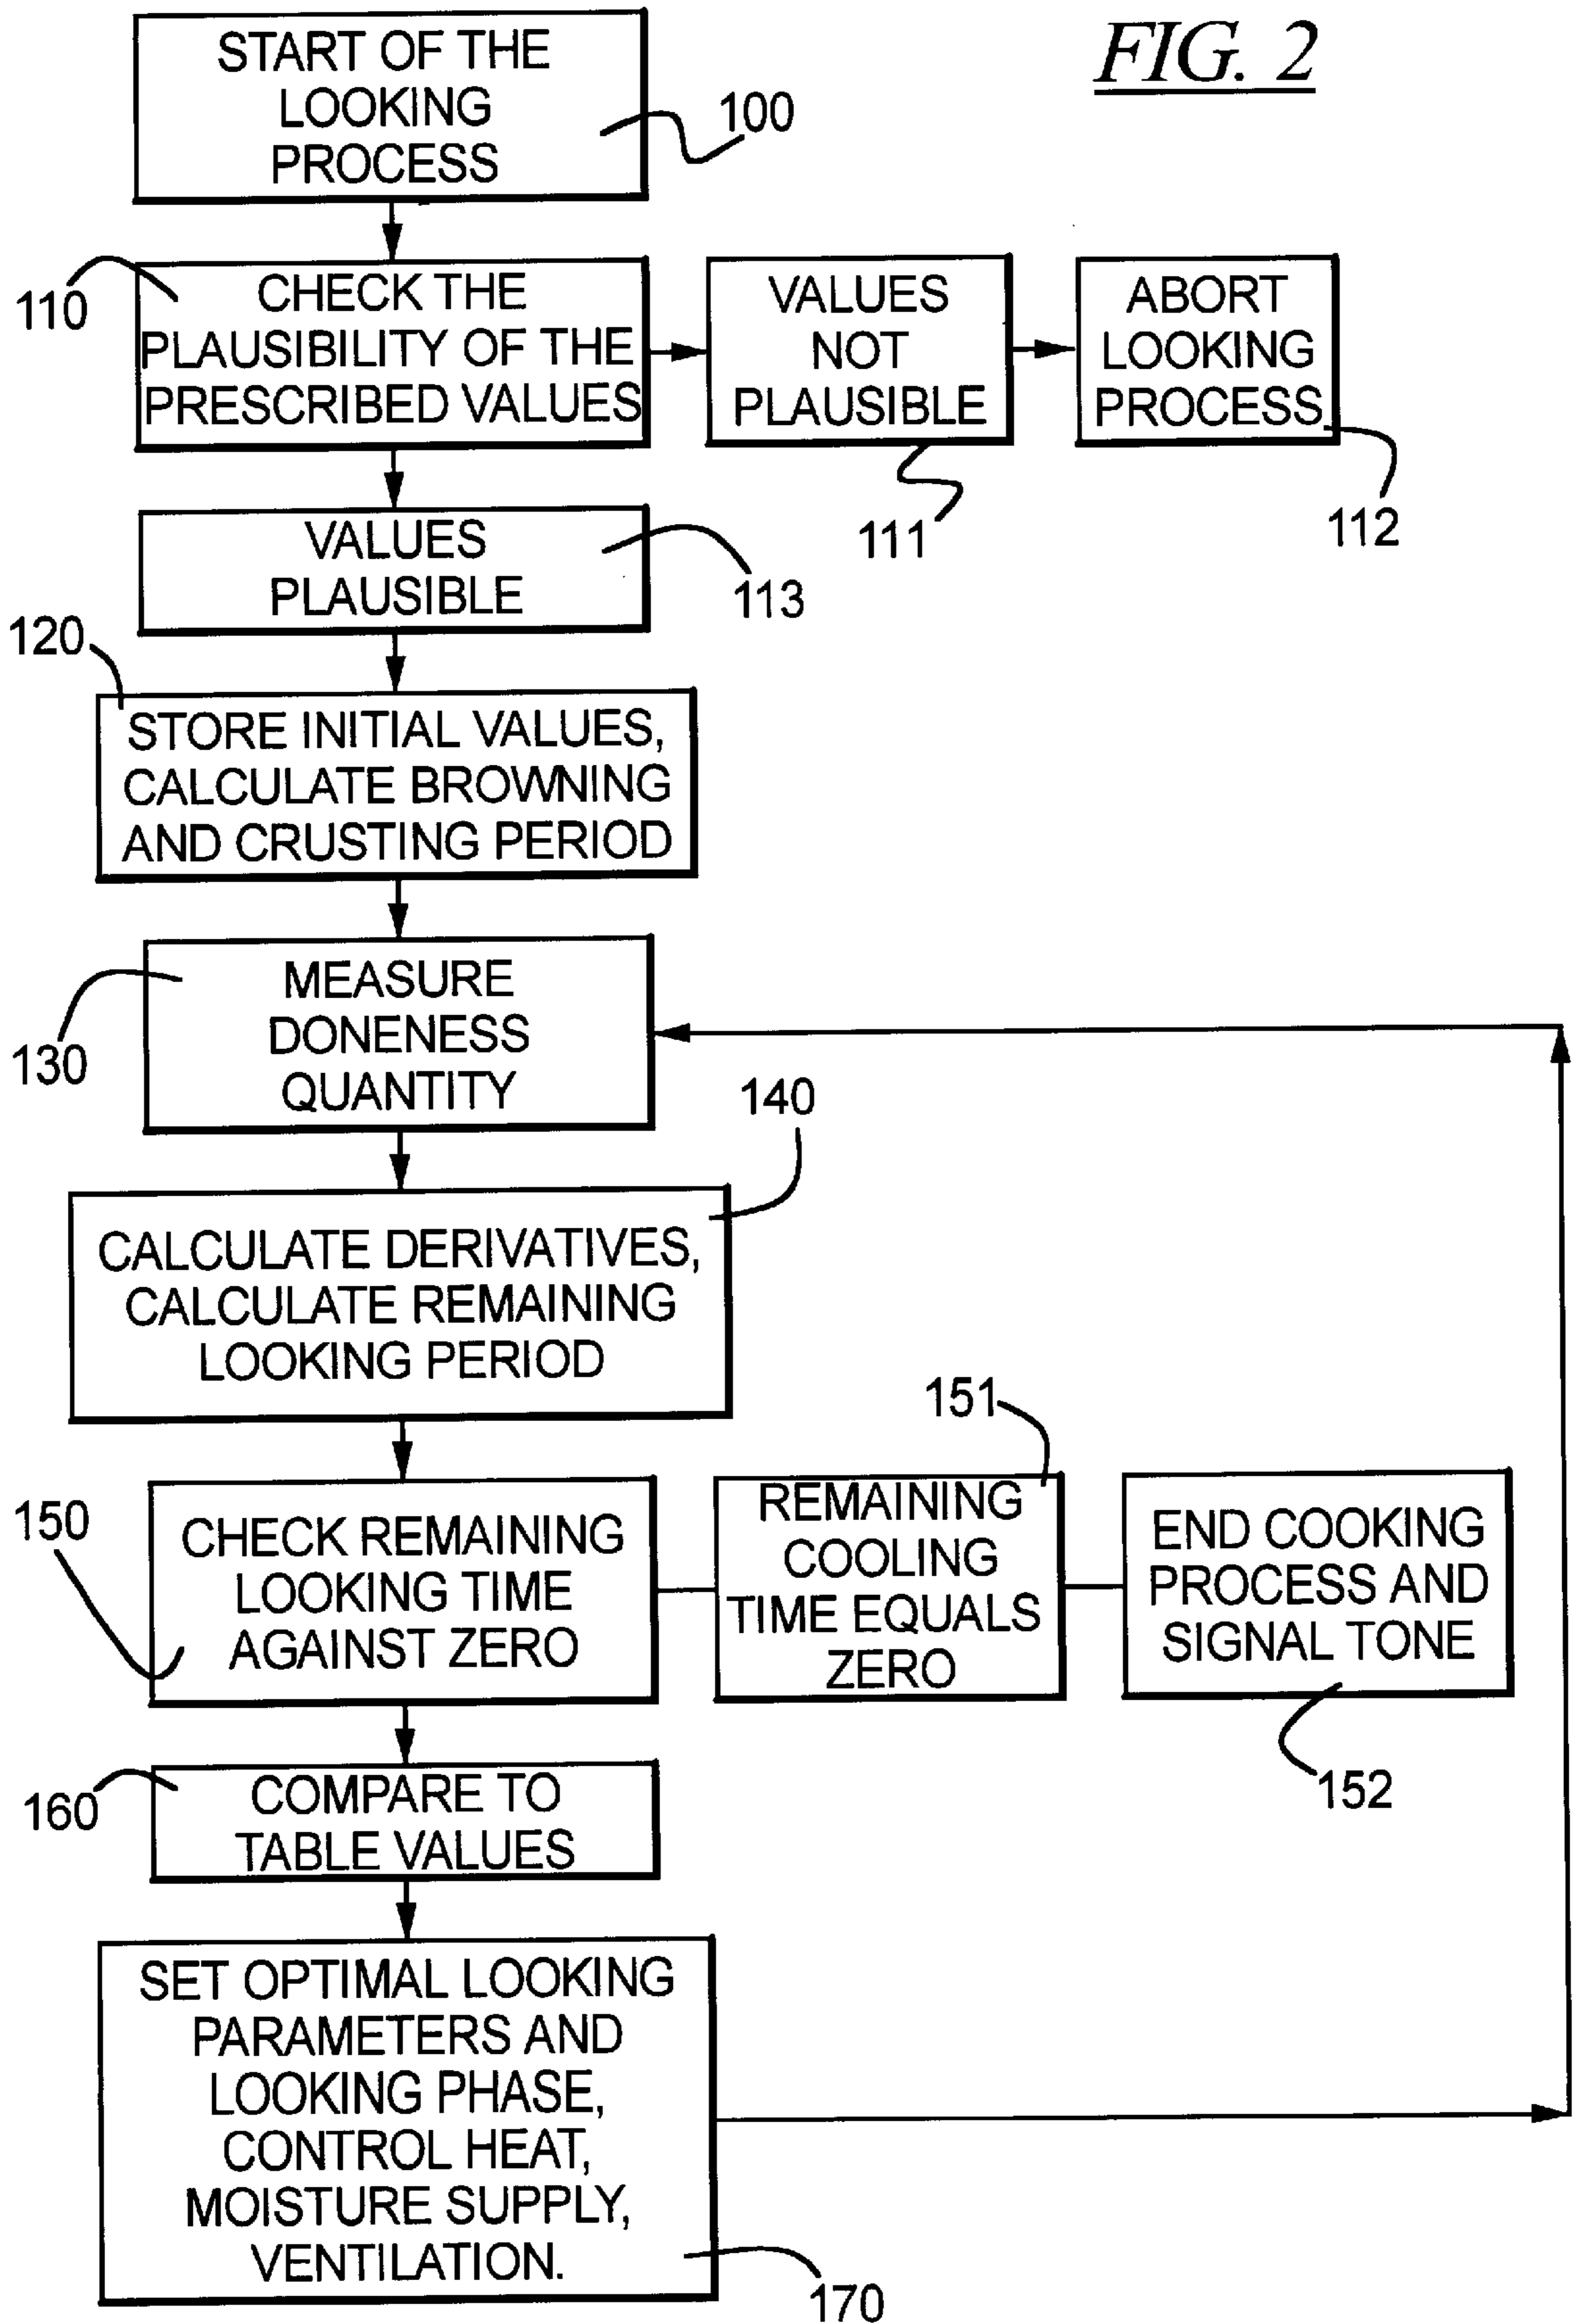 FIG. 2
START OF THE
LOOKING
PROCESS
100
110
CHECK THE
PLAUSIBILITY OF THE
PRESCRIBED VALUES
VALUES
NOT
PLAUSIBLE
111
ABORT
LOOKING
PROCESS
112
VALUES
PLAUSIBLE
113
120
STORE INITIAL VALUES,
CALCULATE BROWNING
AND CRUSTING PERIOD
130
MEASURE
DONENESS
QUANTITY
140
CALCULATE DERIVATIVES,
CALCULATE REMAINING
LOOKING PERIOD
150
CHECK REMAINING
LOOKING TIME
AGAINST ZERO
151
REMAINING
COOLING
TIME EQUALS
ZERO
END COOKING
PROCESS AND
SIGNAL TONE
152
160
COMPARE TO
TABLE VALUES
SET OPTIMAL LOOKING
PARAMETERS AND
LOOKING PHASE,
CONTROL HEAT,
MOISTURE SUPPLY,
VENTILATION.
170